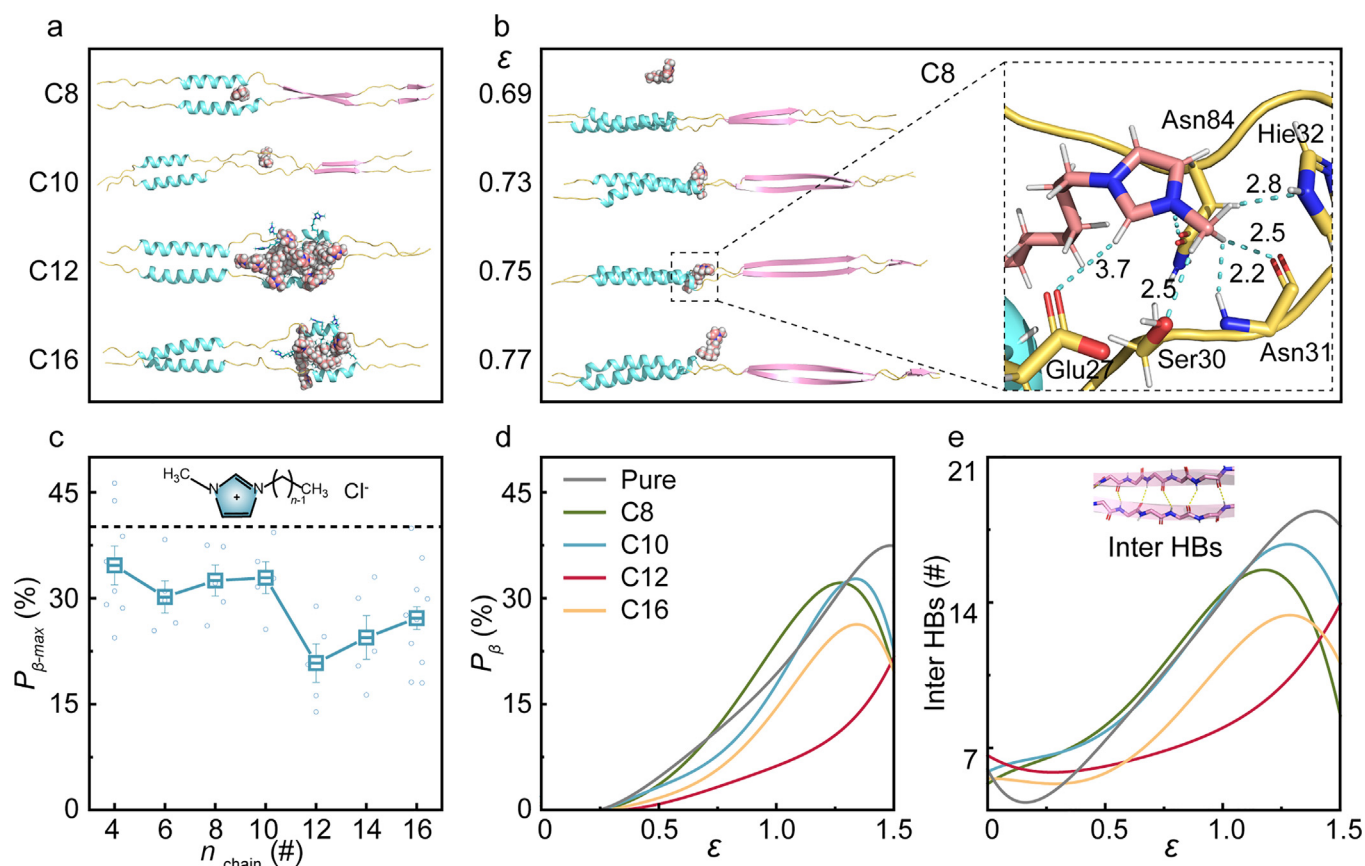 a
C8
C10
C12
C16
b
ε
0.69
0.73
0.75
0.77
C8
Asn84
Hie32
2.8
2.5
3.7
2.2
2.5
Asn31
Ser30
Glu27
c
H₃C
N
N
+
( )
n-1
CH₃
Cl⁻
45
30
15
0
Pβ-max (%)
4 6 8 10 12 14 16
n chain (#)
d
Pure
C8
C10
C12
C16
45
30
15
0
Pβ (%)
0 0.5 1.0 1.5
ε
e
Inter HBs
21
14
7
Inter HBs (#)
0 0.5 1.0 1.5
ε